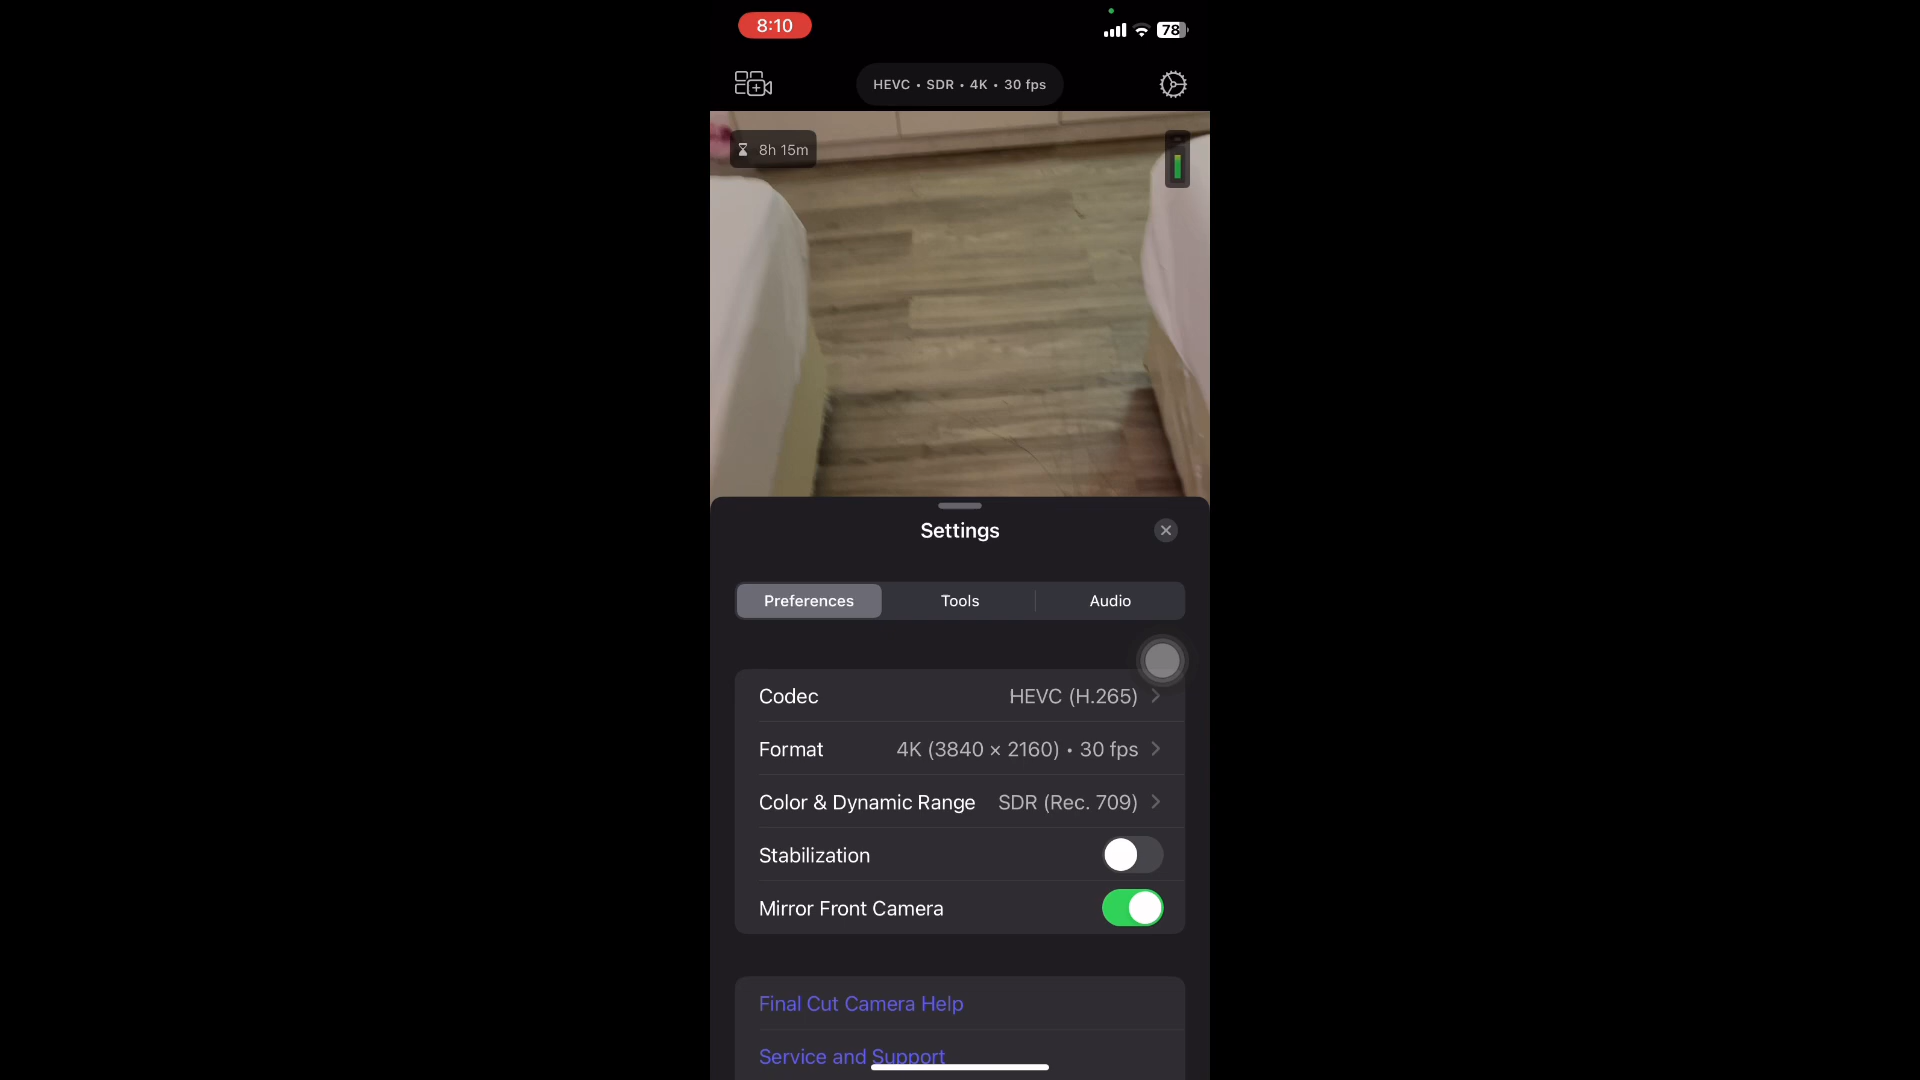 8:10
78
HEVC • SDR • 4K • 30 fps
8h 15m
Settings
Preferences
Tools
Audio
Codec
HEVC (H.265)
Format
4K (3840 × 2160) • 30 fps
Color & Dynamic Range
SDR (Rec. 709)
Stabilization
Mirror Front Camera
Final Cut Camera Help
Service and Support